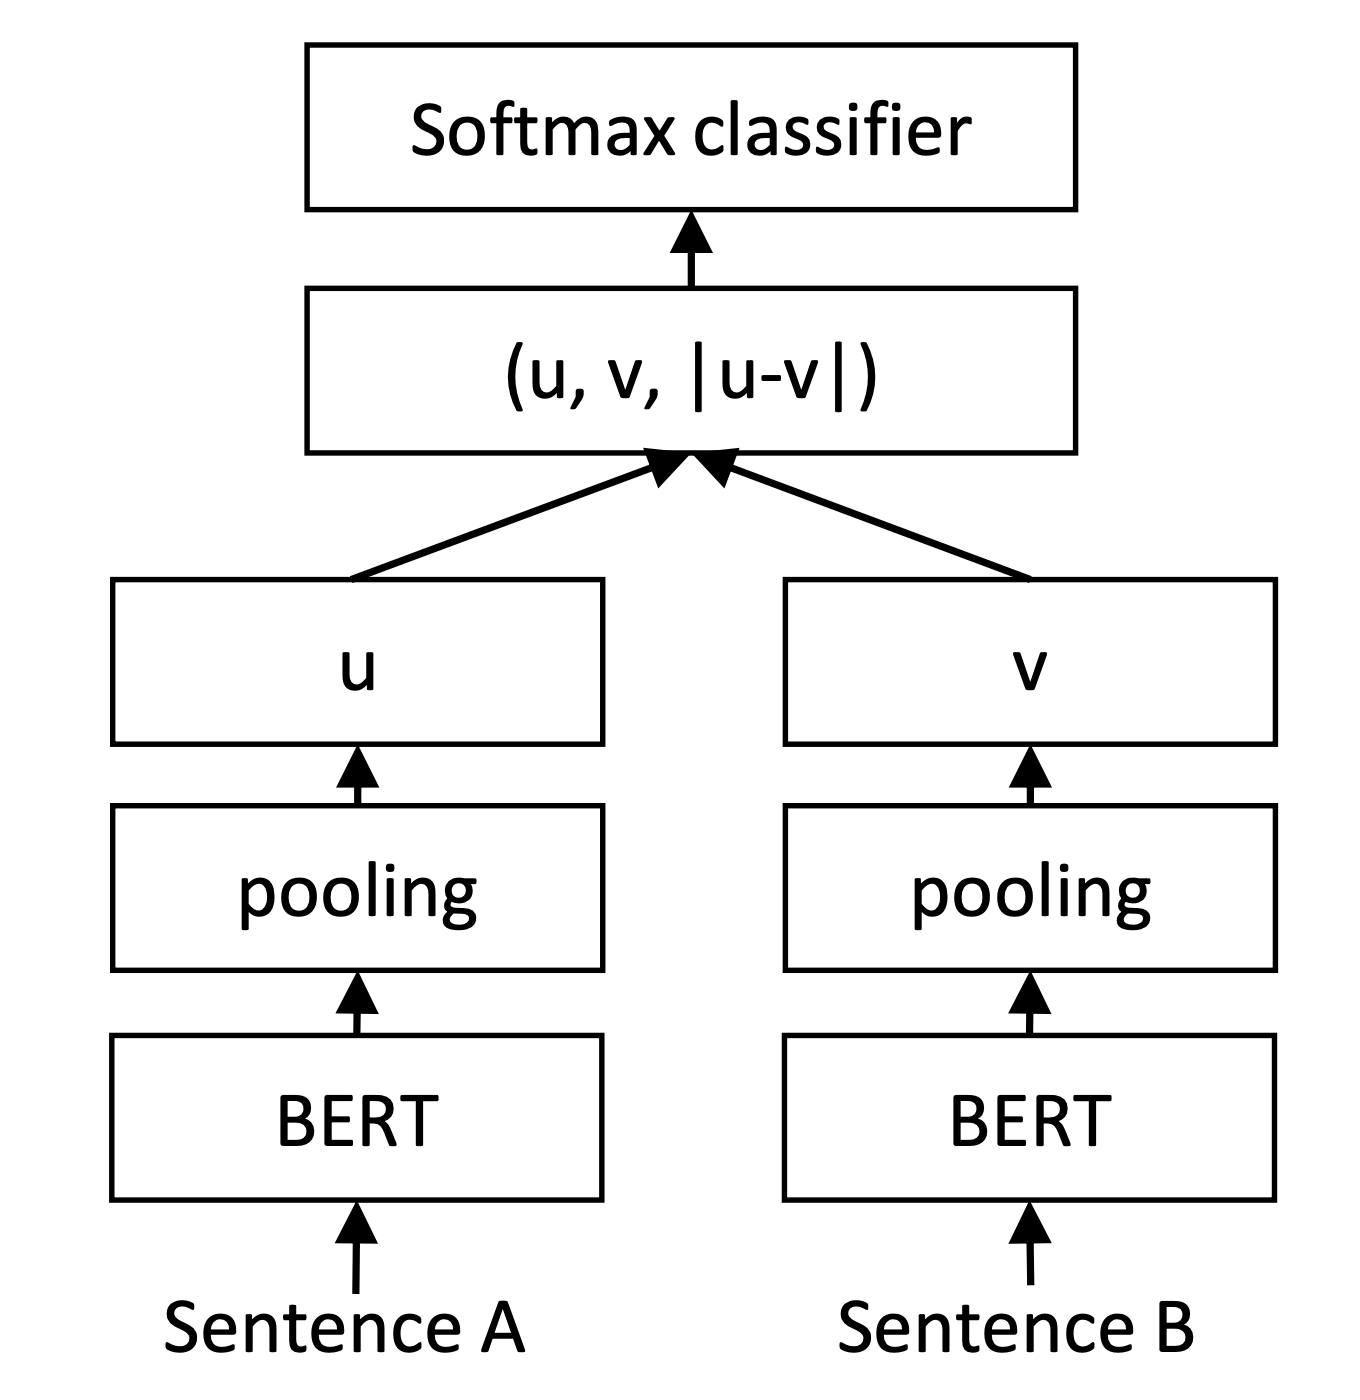 Softmax classifier
(u, v, |u-v|)
u
v
pooling
pooling
BERT
BERT
Sentence A
Sentence B